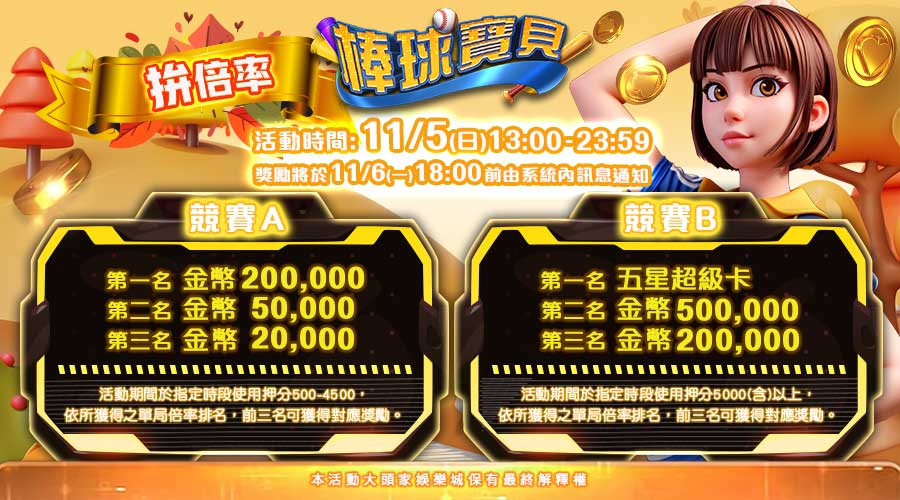 拚倍率
棒球寶貝
活動時間:11/5(日)13:00-23:59
獎勵將於11/6(一)18:00前由系統內訊息通知
競賽A
第一名 金幣 200,000
第二名 金幣 50,000
第三名 金幣 20,000
活動期間於指定時段使用押分500-4500,
依所獲得之單局倍率排名,前三名可獲得對應獎勵。
競賽B
第一名 五星超級卡
第二名 金幣 500,000
第三名 金幣 200,000
活動期間於指定時段使用押分5000(含)以上,
依所獲得之單局倍率排名,前三名可獲得對應獎勵。
本活動大頭家娛樂城保有最終解釋權